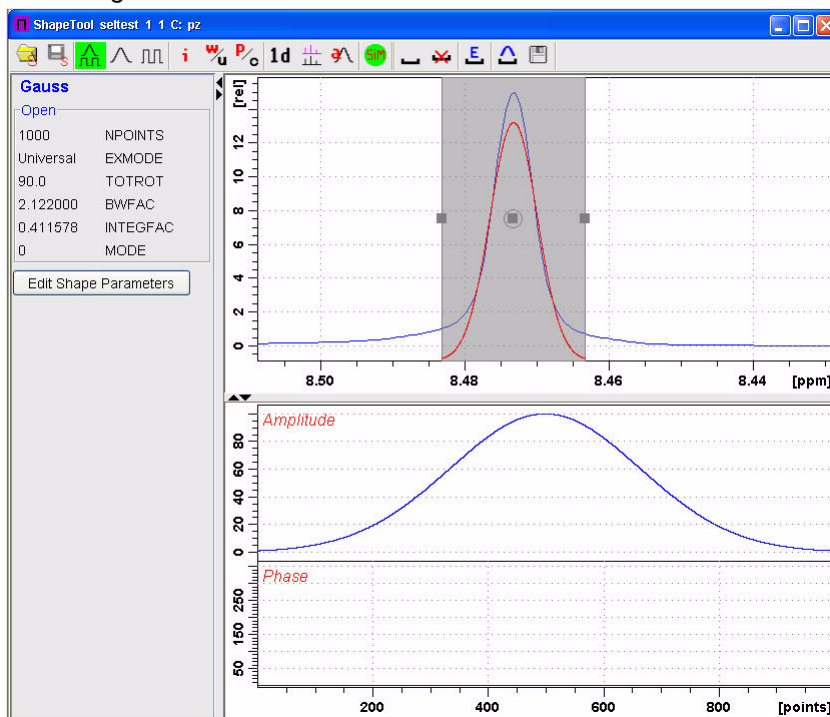 ShapeTool seltest 1 1 C: pz
S i W/u P/c 1d SIM E
Gauss
Open
1000 NPOINTS
Universal EXMODE
90.0 TOTROT
2.122000 BWFAC
0.411578 INTEGFAC
0 MODE
Edit Shape Parameters
[rel]
12
10
8
6
4
2
0
8.50 8.48 8.46 8.44 [ppm]
Amplitude
80
60
40
20
0
Phase
250
150
50
200 400 600 800 [points]